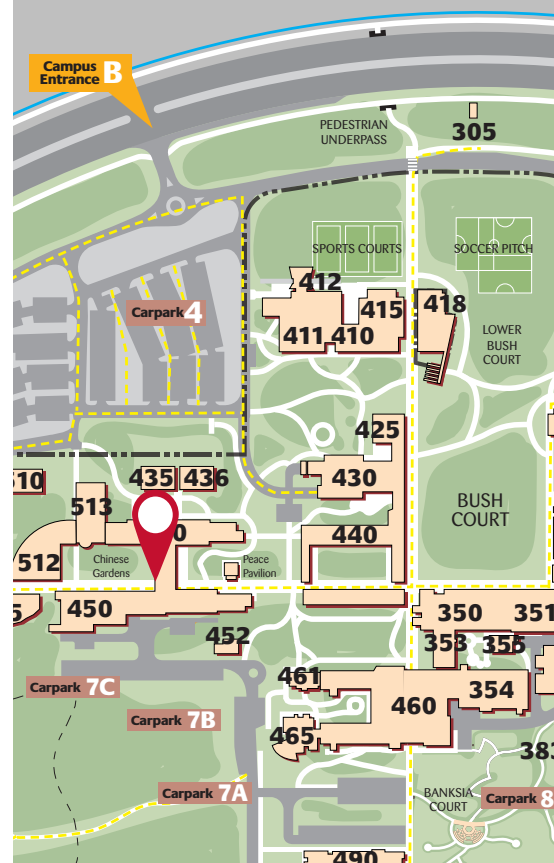 Campus
Entrance B
305
PEDESTRIAN
UNDERPASS
SPORTS COURTS
SOCCER PITCH
412
415
418
Carpark 4
411
410
LOWER
BUSH
COURT
425
435
436
430
510
513
BUSH
COURT
0
440
512
Chinese
Gardens
Peace
Pavilion
5
450
350
351
452
353
355
461
354
Carpark 7C
460
Carpark 7B
465
383
Carpark 7A
BANKSIA
COURT
Carpark 8
490